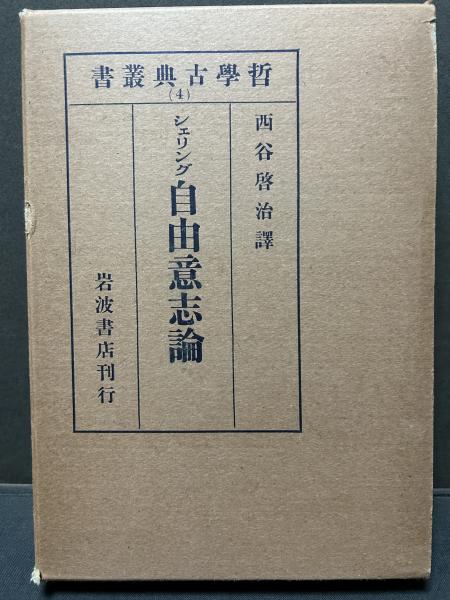 哲學古典叢書
(4)
西谷啓治譯
シェリング
自由意志論
岩波書店刊行